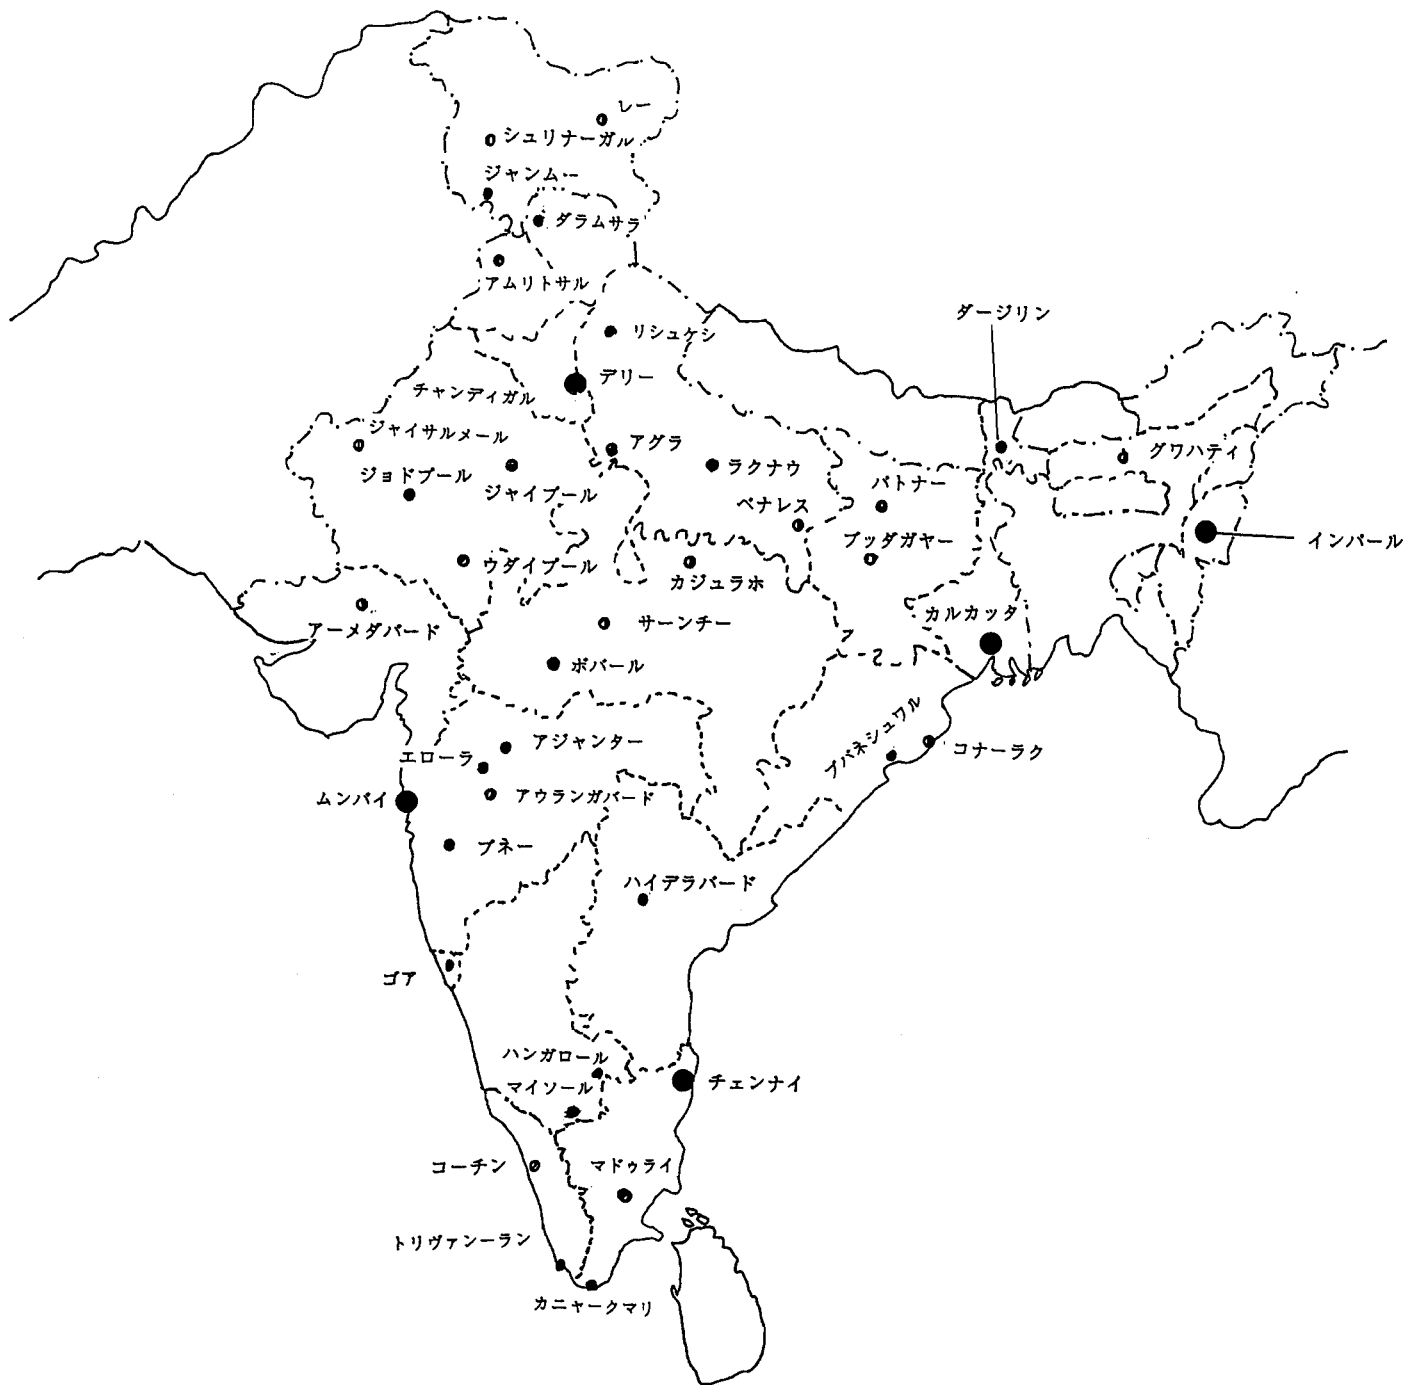 レー
シュリナーガル
ジャンムー
ダラムサラ
アムリトサル
ダージリン
リシュケシ
デリー
チャンディガル
ジャイサルメール
アグラ
グワハティ
ラクナウ
ジョドプール
ジャイプール
パトナー
ベナレス
ブッダガヤー
インパール
ウダイプール
カジュラホ
カルカッタ
サーンチー
アーメダバード
ボパール
ブバネシュワル
アジャンター
コナーラク
エローラ
アウランガバード
ムンバイ
プネー
ハイデラバード
ゴア
ハンガロール
チェンナイ
マイソール
コーチン
マドゥライ
トリヴァンーラン
カニャークマリ